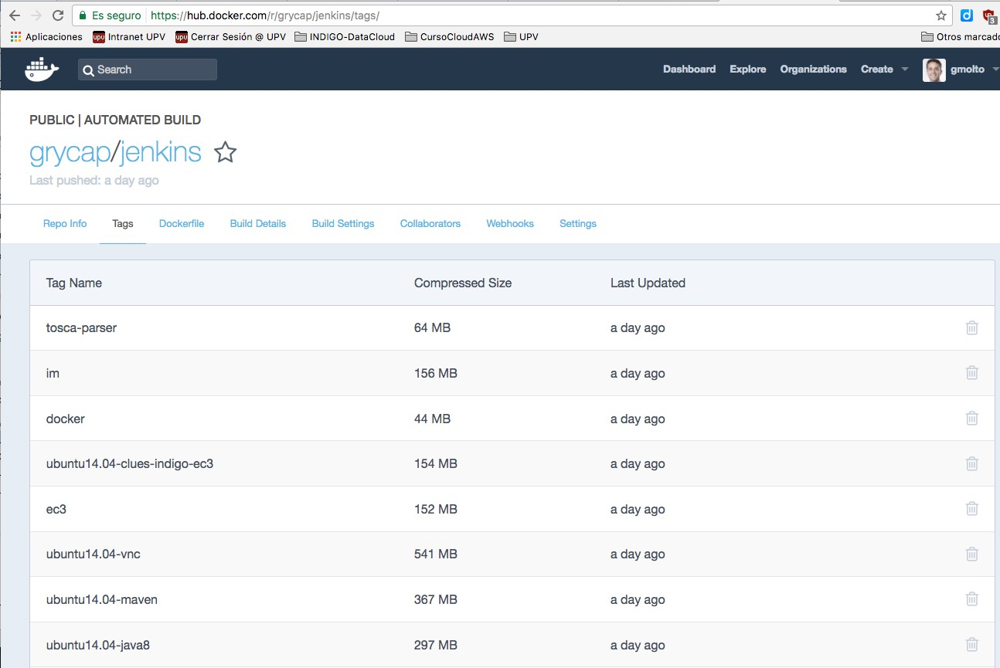 Es seguro https://hub.docker.com/r/grycap/jenkins/tags/
3
Aplicaciones upv Intranet UPV upv Cerrar Sesión @ UPV INDIGO-DataCloud CursoCloudAWS UPV Otros marcado
Search Dashboard Explore Organizations Create gmolto
PUBLIC | AUTOMATED BUILD
grycap/jenkins
Last pushed: a day ago
Repo Info Tags Dockerfile Build Details Build Settings Collaborators Webhooks Settings
Tag Name Compressed Size Last Updated
tosca-parser 64 MB a day ago
im 156 MB a day ago
docker 44 MB a day ago
ubuntu14.04-clues-indigo-ec3 154 MB a day ago
ec3 152 MB a day ago
ubuntu14.04-vnc 541 MB a day ago
ubuntu14.04-maven 367 MB a day ago
ubuntu14.04-java8 297 MB a day ago